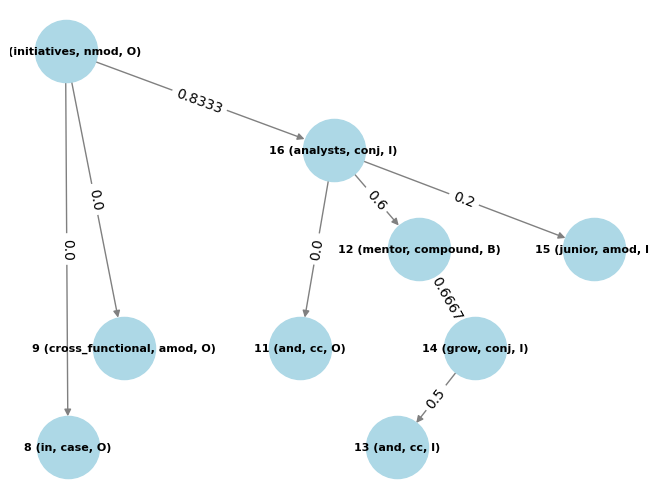 (initiatives, nmod, O)
0.8333
16 (analysts, conj, I)
0.0
0.6
0.2
0.0
0.0
12 (mentor, compound, B)
15 (junior, amod, I
0.6667
9 (cross_functional, amod, O)
11 (and, cc, O)
14 (grow, conj, I)
0.5
8 (in, case, O)
13 (and, cc, I)